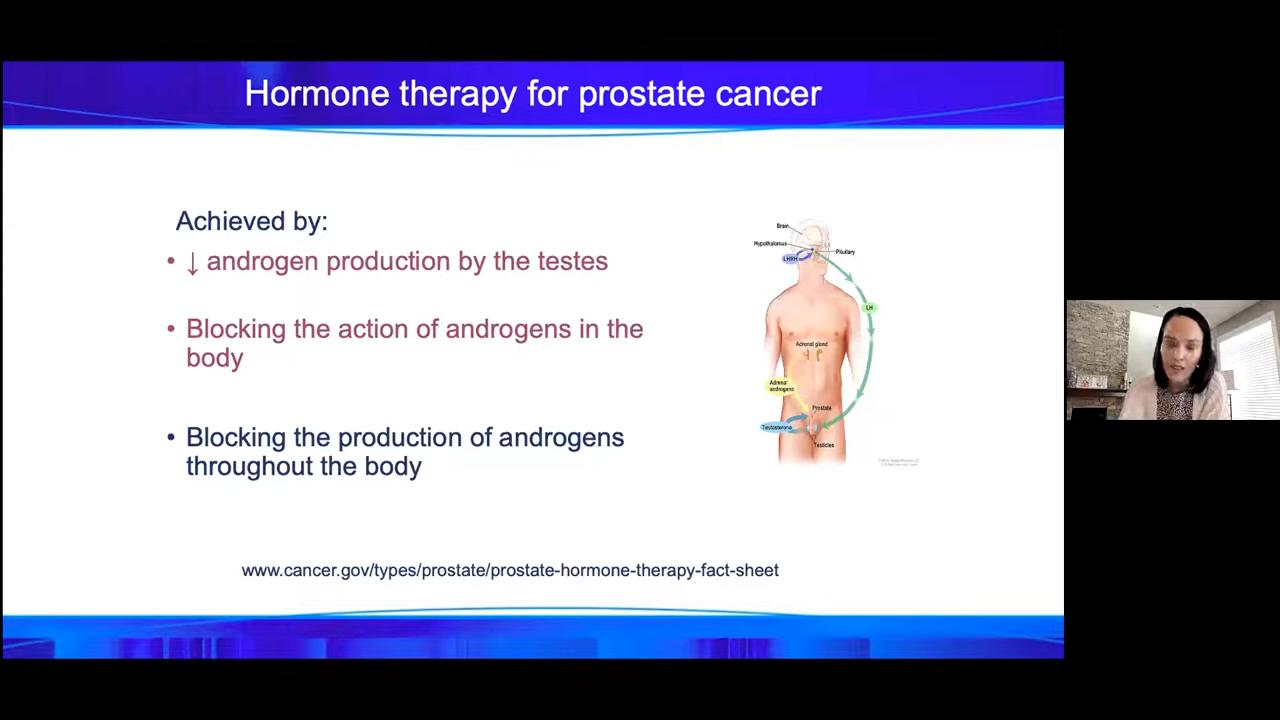 Hormone therapy for prostate cancer
Achieved by:
• ↓ androgen production by the testes
• Blocking the action of androgens in the
body
• Blocking the production of androgens
throughout the body
Brain
Hypothalamus
Pituitary
LHRH
LH
Adrenal gland
Adrenal
androgens
Prostate
Testosterone
Testicles
www.cancer.gov/types/prostate/prostate-hormone-therapy-fact-sheet